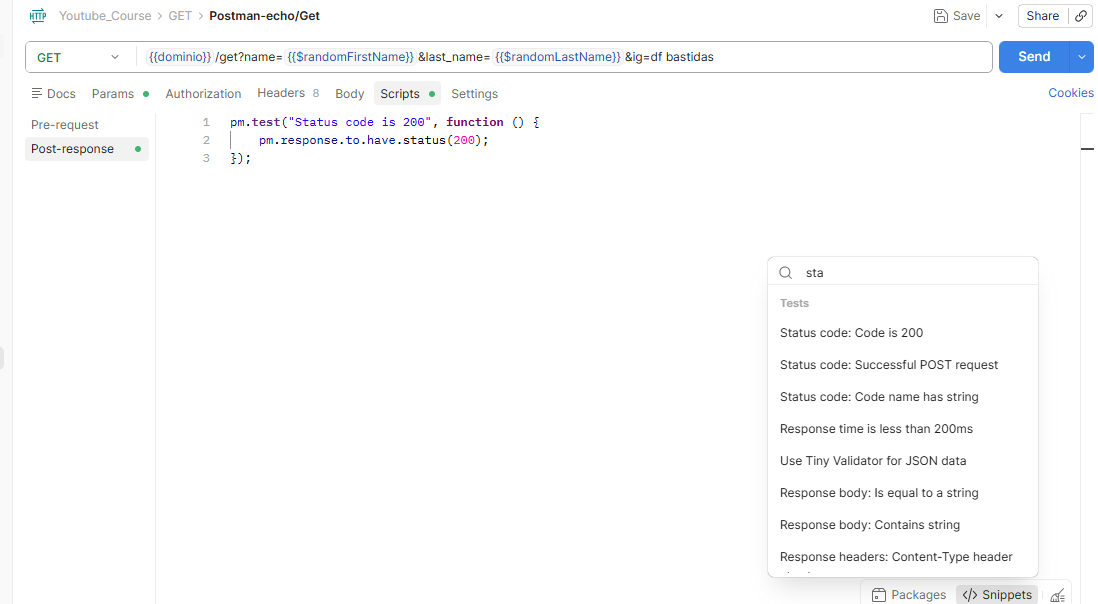 HTTP Youtube_Course > GET > Postman-echo/Get Save Share
GET {{dominio}} /get?name= {{$randomFirstName}} &last_name= {{$randomLastName}} &ig=df bastidas Send
Docs Params Authorization Headers 8 Body Scripts Settings Cookies
Pre-request
Post-response
1 pm.test("Status code is 200", function () {
2 pm.response.to.have.status(200);
3 });
sta
Tests
Status code: Code is 200
Status code: Successful POST request
Status code: Code name has string
Response time is less than 200ms
Use Tiny Validator for JSON data
Response body: Is equal to a string
Response body: Contains string
Response headers: Content-Type header
Packages </> Snippets